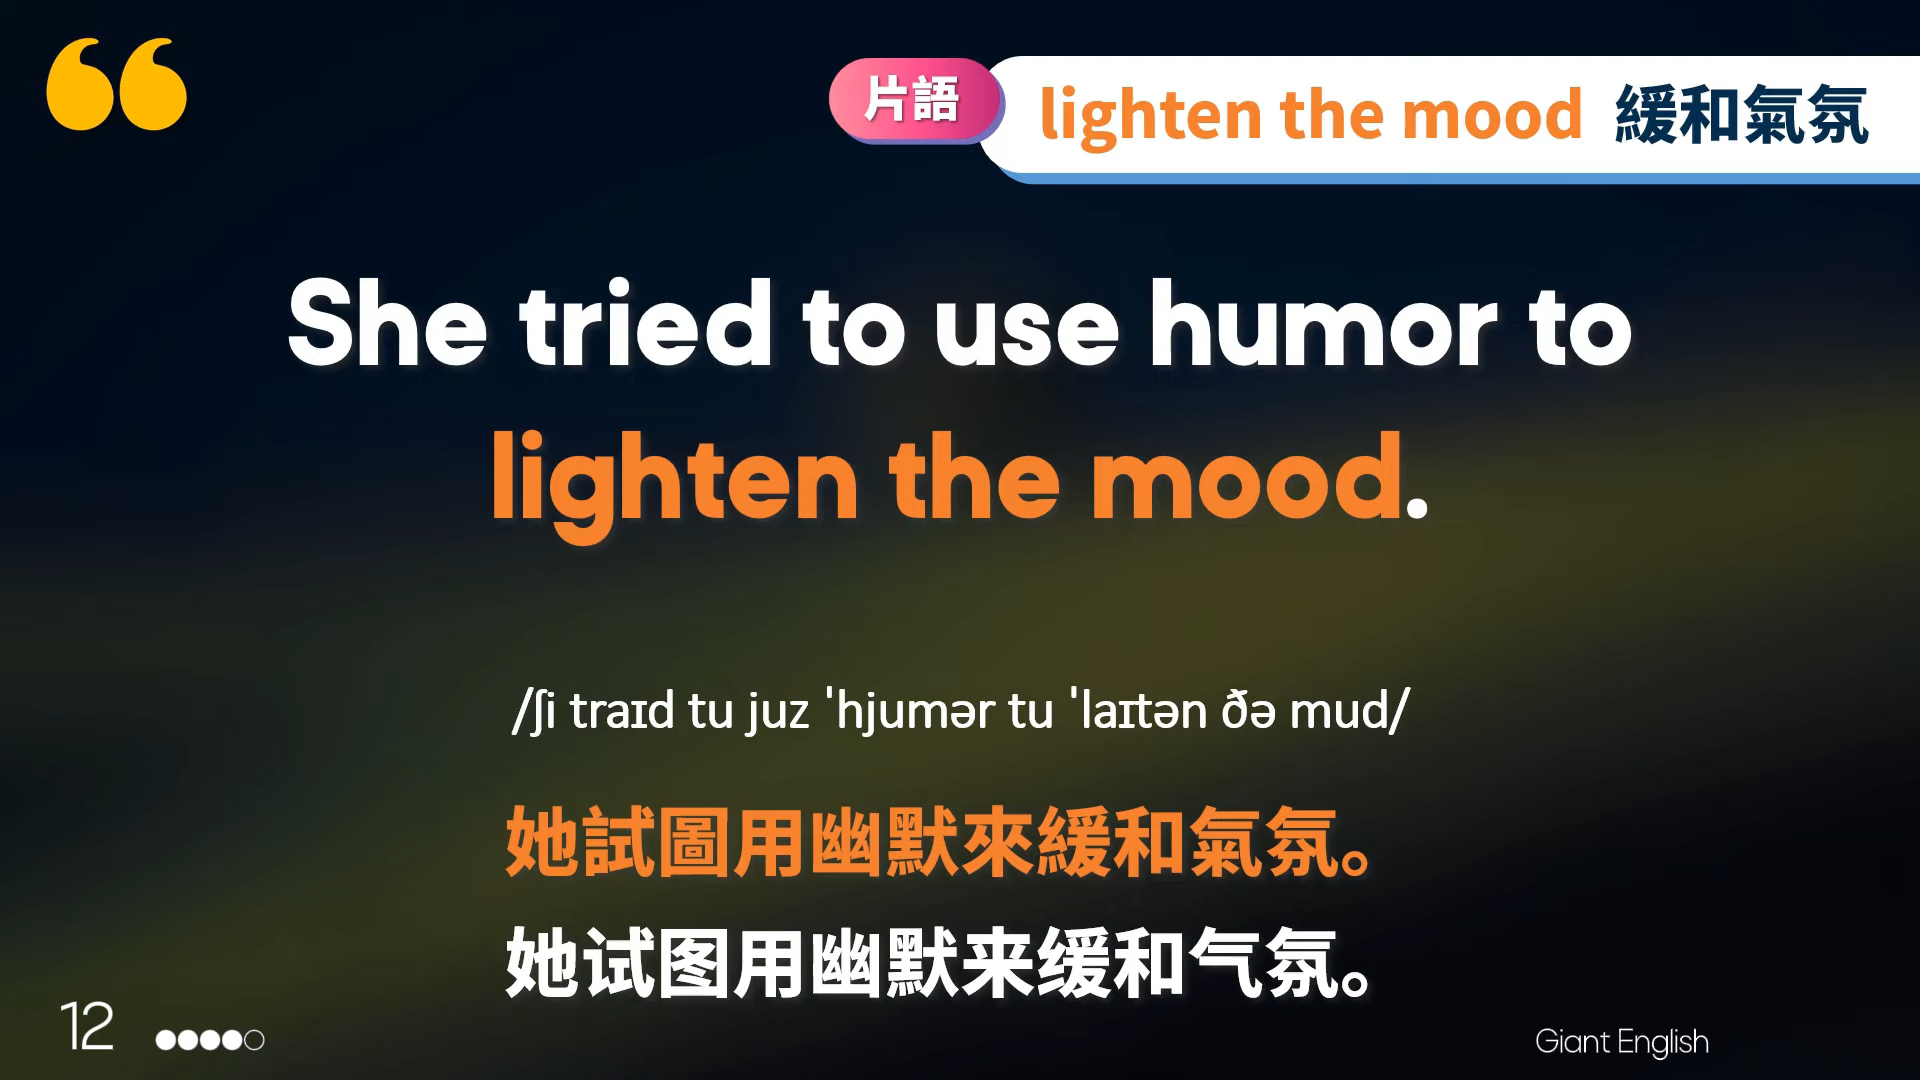 片語 lighten the mood 緩和氣氛
She tried to use humor to
lighten the mood.
/ʃi traɪd tu juz ˈhjumər tu ˈlaɪtən ðə mud/
她試圖用幽默來緩和氣氛。
她试图用幽默来缓和气氛。
12
Giant English